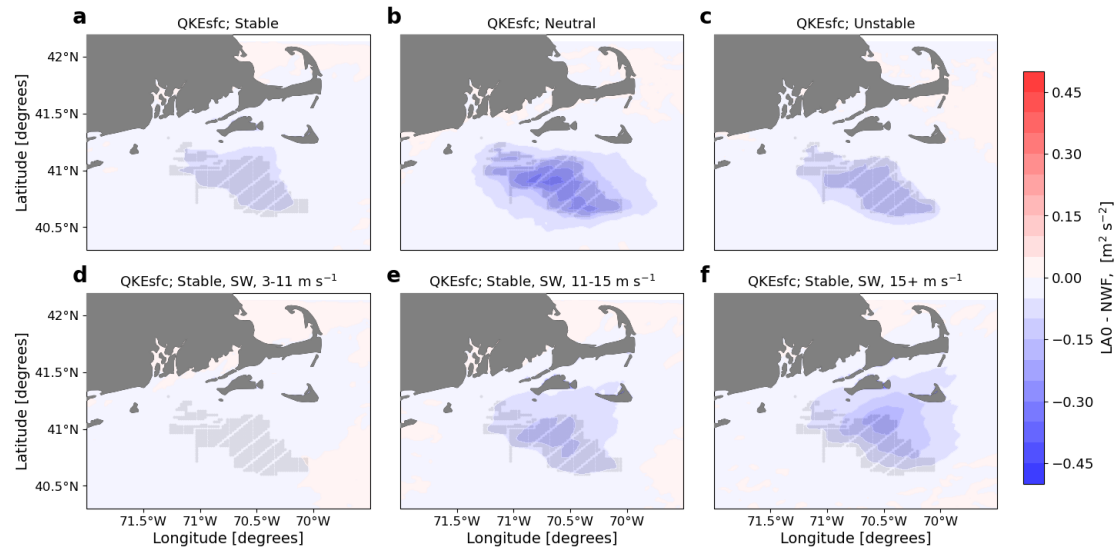 a QKEsfc; Stable
b QKEsfc; Neutral
c QKEsfc; Unstable
42°N
41.5°N
41°N
40.5°N
Latitude [degrees]
d QKEsfc; Stable, SW, 3-11 m s⁻¹
e QKEsfc; Stable, SW, 11-15 m s⁻¹
f QKEsfc; Stable, SW, 15+ m s⁻¹
42°N
41.5°N
41°N
40.5°N
Latitude [degrees]
71.5°W 71°W 70.5°W 70°W
71.5°W 71°W 70.5°W 70°W
71.5°W 71°W 70.5°W 70°W
Longitude [degrees]
Longitude [degrees]
Longitude [degrees]
0.45
0.30
0.15
0.00
−0.15
−0.30
−0.45
LA0 - NWF, [m² s⁻²]